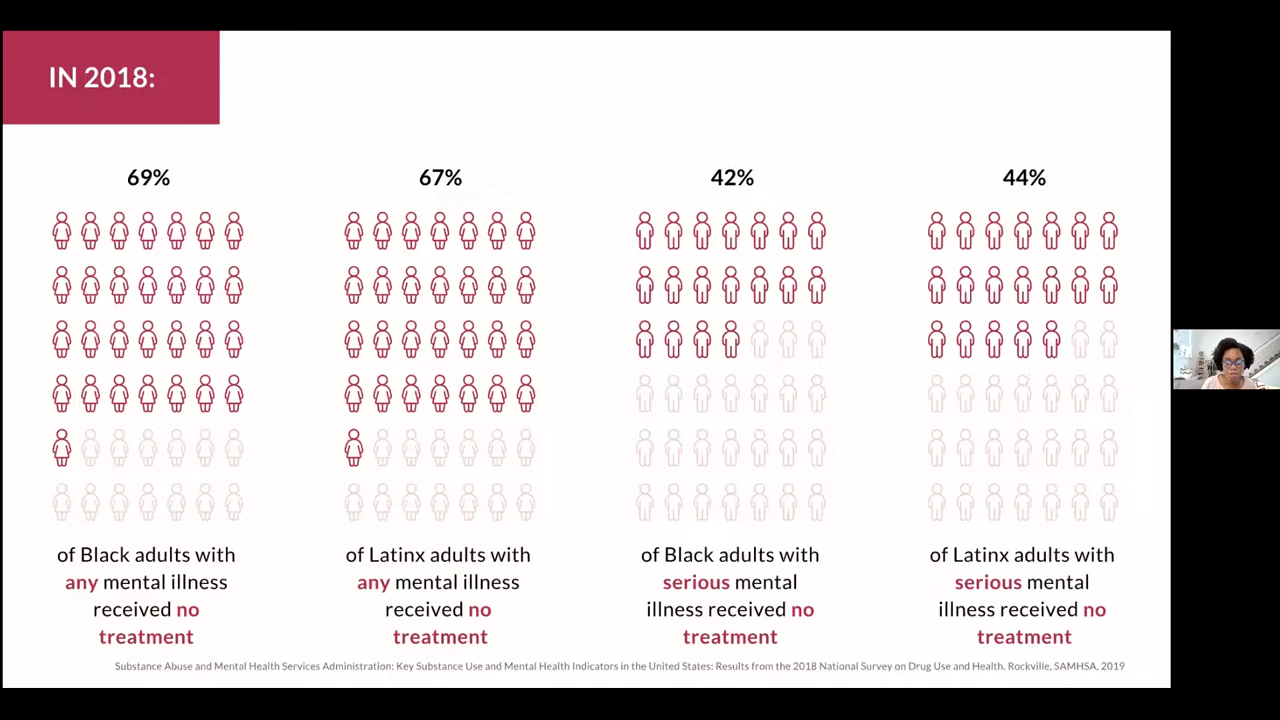 IN 2018:
69%
67%
42%
44%
of Black adults with
any mental illness
received no
treatment
of Latinx adults with
any mental illness
received no
treatment
of Black adults with
serious mental
illness received no
treatment
of Latinx adults with
serious mental
illness received no
treatment
Substance Abuse and Mental Health Services Administration: Key Substance Use and Mental Health Indicators in the United States: Results from the 2018 National Survey on Drug Use and Health. Rockville, SAMHSA, 2019